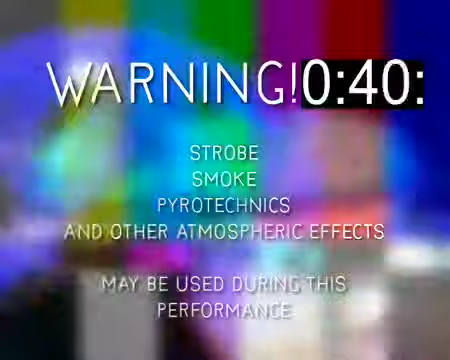 WARNING!0:40:
STROBE
SMOKE
PYROTECHNICS
AND OTHER ATMOSPHERIC EFFECTS
MAY BE USED DURING THIS
PERFORMANCE